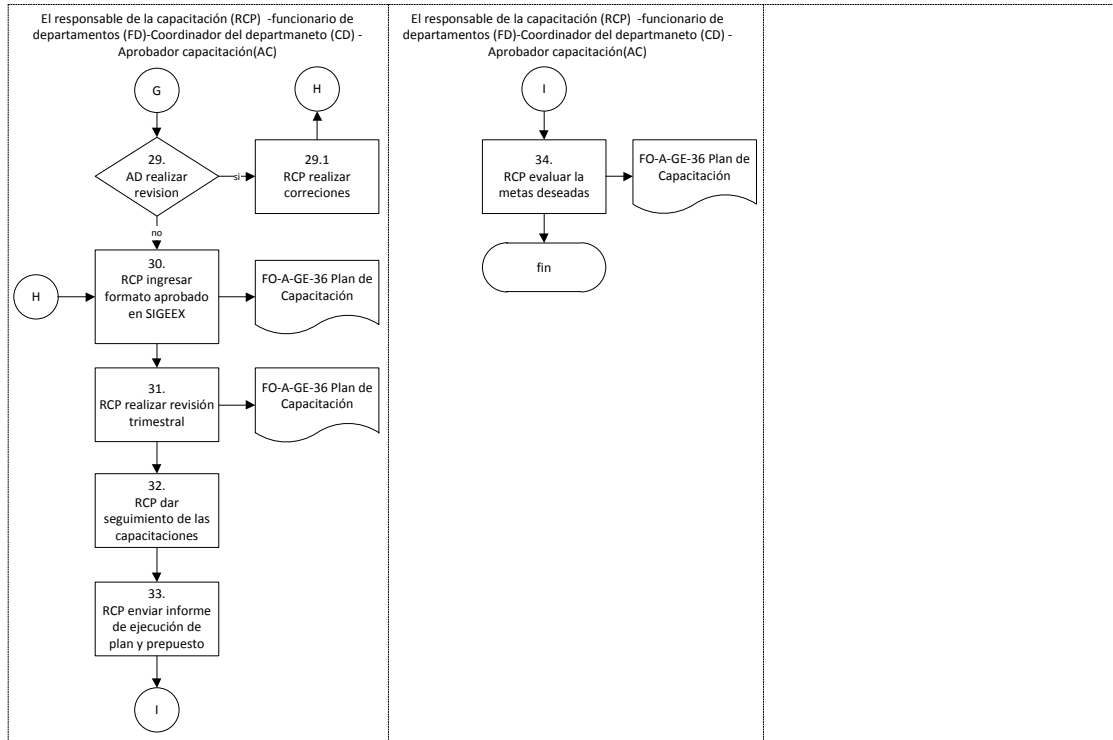 El responsable de la capacitación (RCP)  -funcionario de
departamentos (FD)-Coordinador del departmaneto (CD) -
Aprobador capacitación(AC)
G
H
29.
AD realizar
revision
si
29.1
RCP realizar
correciones
no
30.
RCP ingresar
formato aprobado
en SIGEEX
H
FO-A-GE-36 Plan de
Capacitación
31.
RCP realizar revisión
trimestral
FO-A-GE-36 Plan de
Capacitación
32.
RCP dar
seguimiento de las
capacitaciones
33.
RCP enviar informe
de ejecución de
plan y prepuesto
I
El responsable de la capacitación (RCP)  -funcionario de
departamentos (FD)-Coordinador del departmaneto (CD) -
Aprobador capacitación(AC)
I
34.
RCP evaluar la
metas deseadas
FO-A-GE-36 Plan de
Capacitación
fin